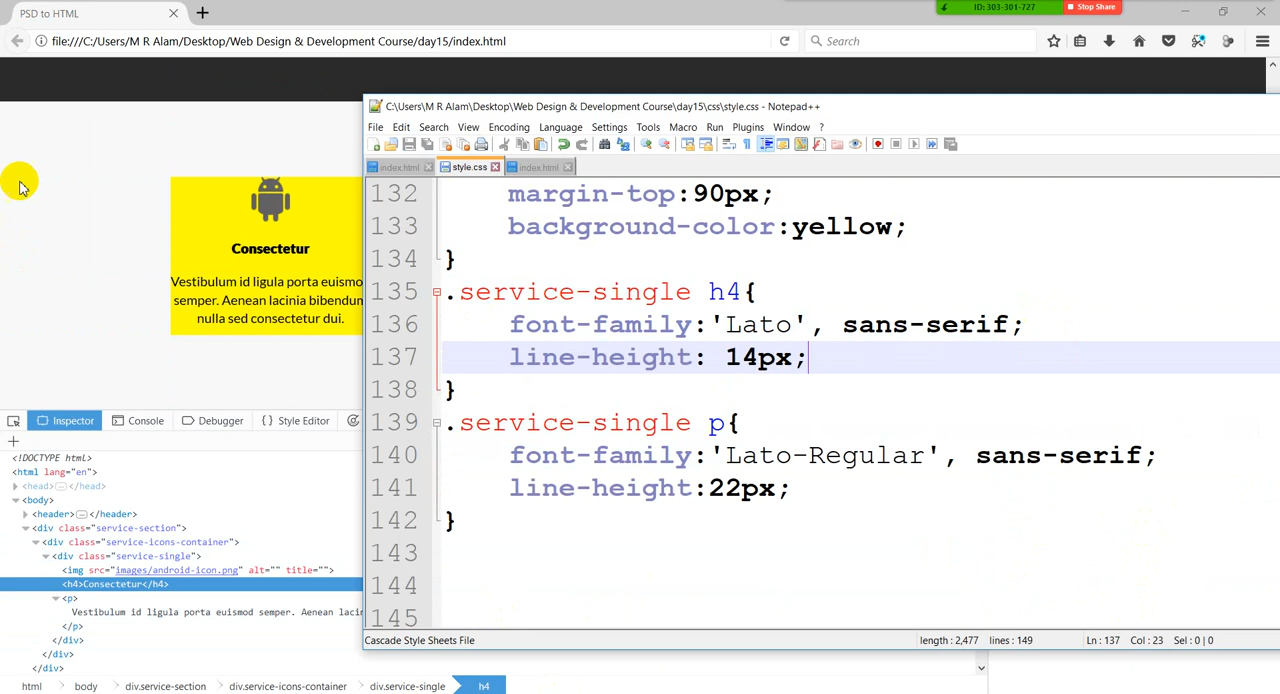 PSD to HTML
ID: 303-301-727
Stop Share
file:///C:/Users/M R Alam/Desktop/Web Design & Development Course/day15/index.html
Search
C:\Users\M R Alam\Desktop\Web Design & Development Course\day15\css\style.css - Notepad++
File Edit Search View Encoding Language Settings Tools Macro Run Plugins Window ?
index.html style.css index.html
132 margin-top:90px;
133 background-color:yellow;
134 }
135 .service-single h4{
136 font-family:'Lato', sans-serif;
137 line-height: 14px;
138 }
139 .service-single p{
140 font-family:'Lato-Regular', sans-serif;
141 line-height:22px;
142 }
143
144
145
Cascade Style Sheets File length : 2,477 lines : 149 Ln : 137 Col : 23 Sel : 0 | 0
Consectetur
Vestibulum id ligula porta euismo
semper. Aenean lacinia bibendum
nulla sed consectetur dui.
Inspector Console Debugger { } Style Editor
<!DOCTYPE html>
<html lang="en">
<head>…</head>
<body>
<header>…</header>
<div class="service-section">
<div class="service-icons-container">
<div class="service-single">
<img src="images/android-icon.png" alt="" title="">
<h4>Consectetur</h4>
<p>
Vestibulum id ligula porta euismod semper. Aenean lacin
</p>
</div>
</div>
</div>
html body div.service-section div.service-icons-container div.service-single h4